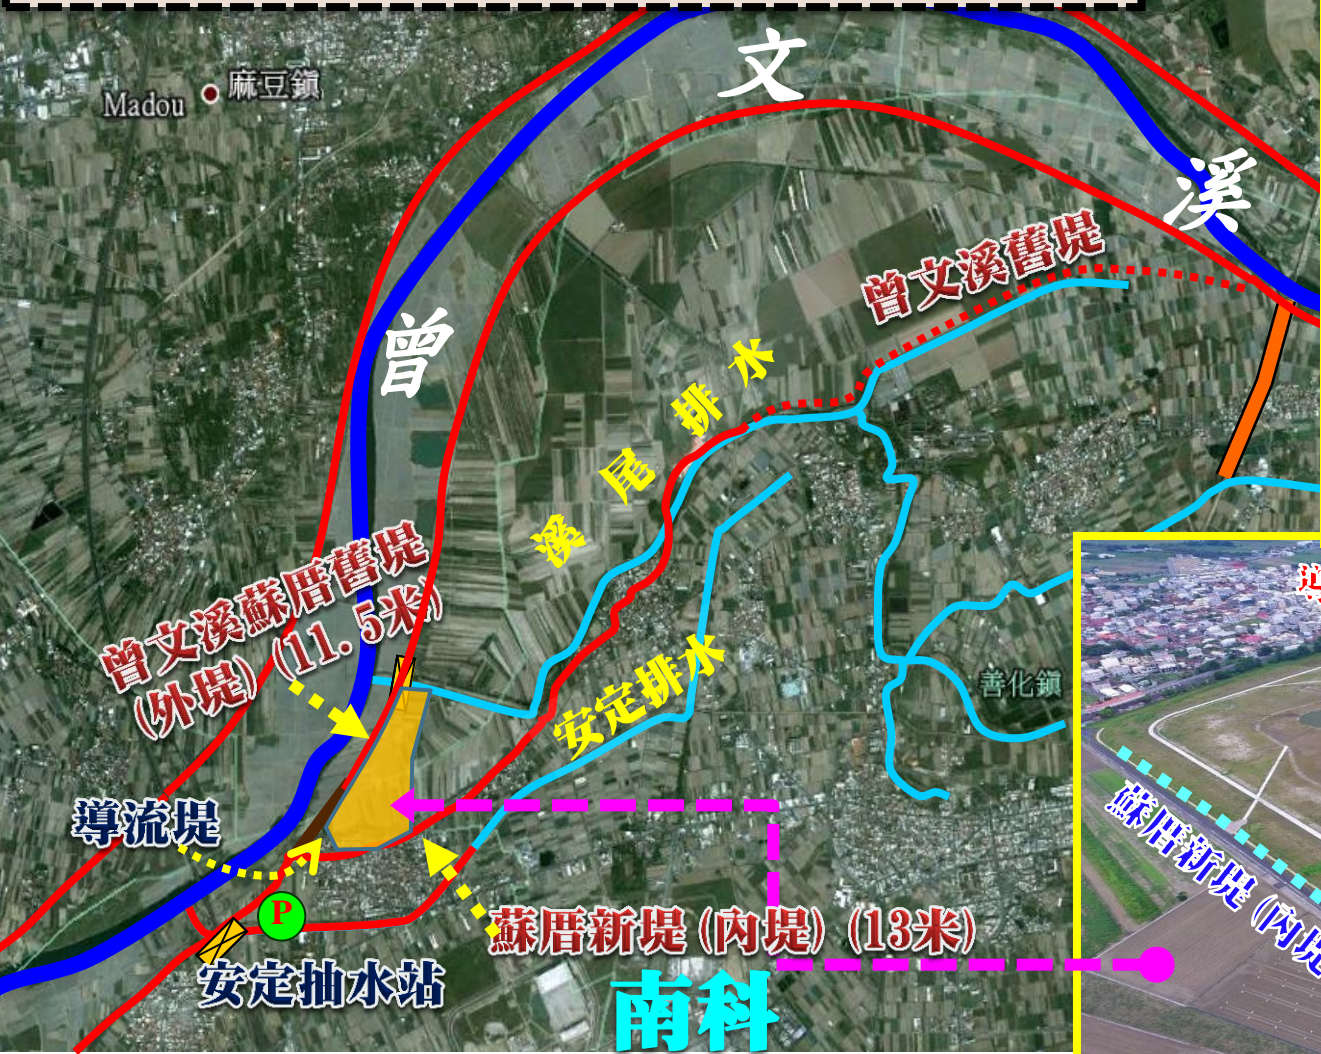 文
溪
曾
Madou
麻豆鎮
曾文溪舊堤
溪尾排水
曾文溪蘇厝舊堤
(外堤) (11.5米)
安定排水
善化鎮
導流堤
P
蘇厝新堤(內堤) (13米)
安定抽水站
南科
蘇厝新堤(內堤